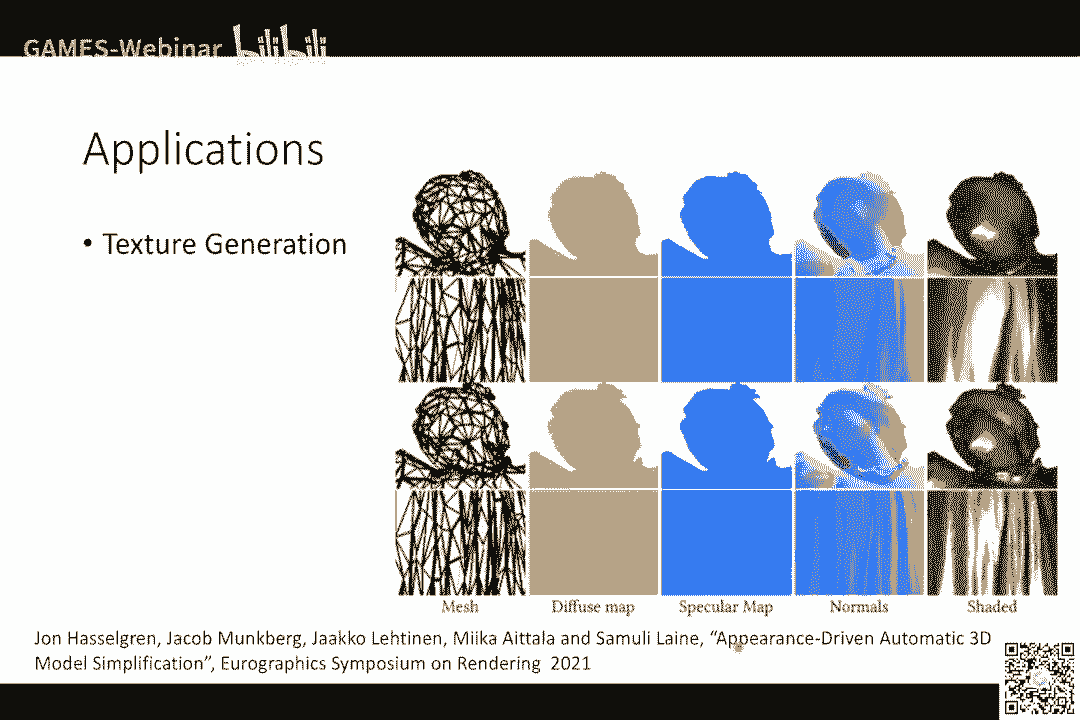 GAMES-Webinar bilibili
Applications
• Texture Generation
Mesh Diffuse map Specular Map Normals Shaded
Jon Hasselgren, Jacob Munkberg, Jaakko Lehtinen, Miika Aittala and Samuli Laine, “Appearance-Driven Automatic 3D
Model Simplification”, Eurographics Symposium on Rendering 2021